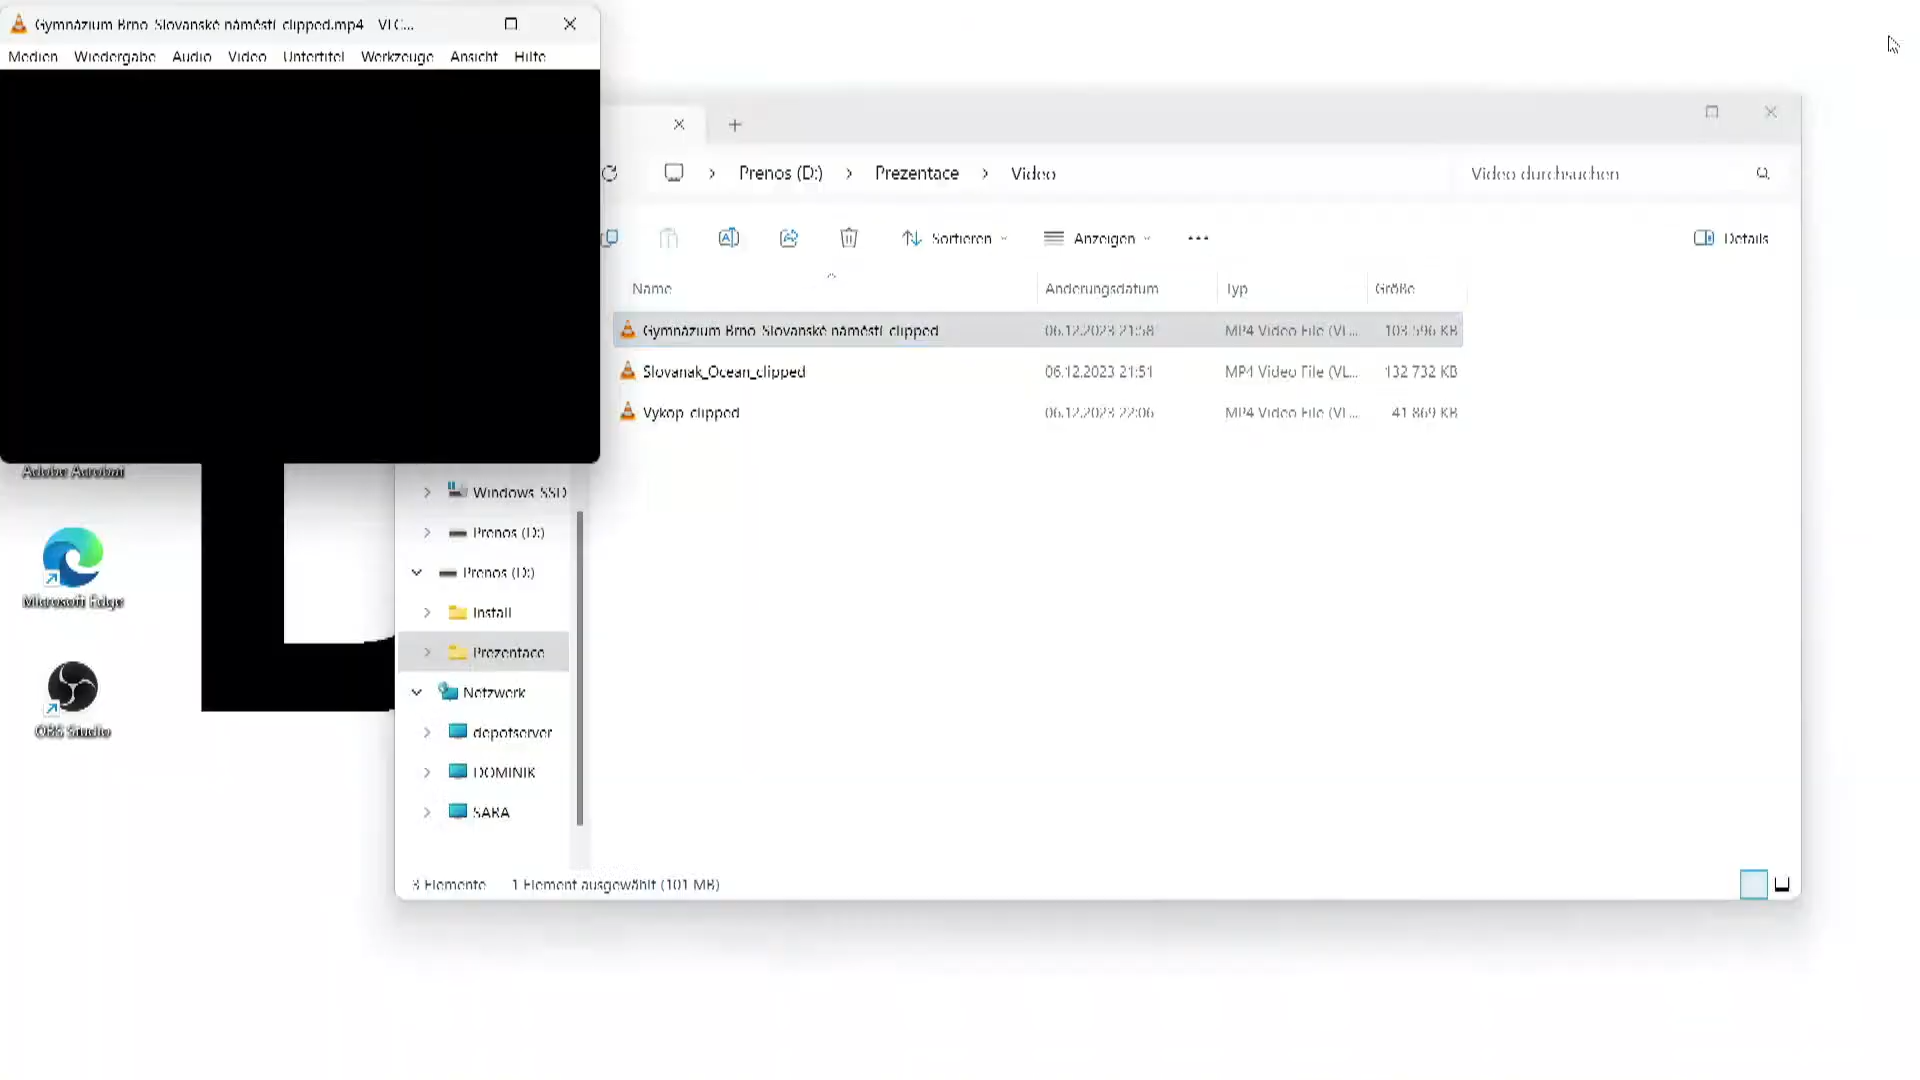 Gymnázium Brno-Slovanské náměstí-clipped.mp4 - VLC...
Medien Wiedergabe Audio Video Untertitel Werkzeuge Ansicht Hilfe
Prenos (D:) Prezentace Video
Video durchsuchen
Sortieren Anzeigen Details
Name Änderungsdatum Typ Größe
Gymnázium Brno-Slovanské náměstí-clipped 06.12.2023 21:58 MP4 Video File (VL... 103 596 KB
Slovanak_Ocean_clipped 06.12.2023 21:51 MP4 Video File (VL... 132 732 KB
Vykop-clipped 06.12.2023 22:06 MP4 Video File (VL... 41 869 KB
Adobe Acrobat
Windows-SSD
Prenos (D:)
Prenos (D:)
Install
Prezentace
Netzwerk
depotserver
DOMINIK
SARA
Microsoft Edge
OBS Studio
3 Elemente 1 Element ausgewählt (101 MB)